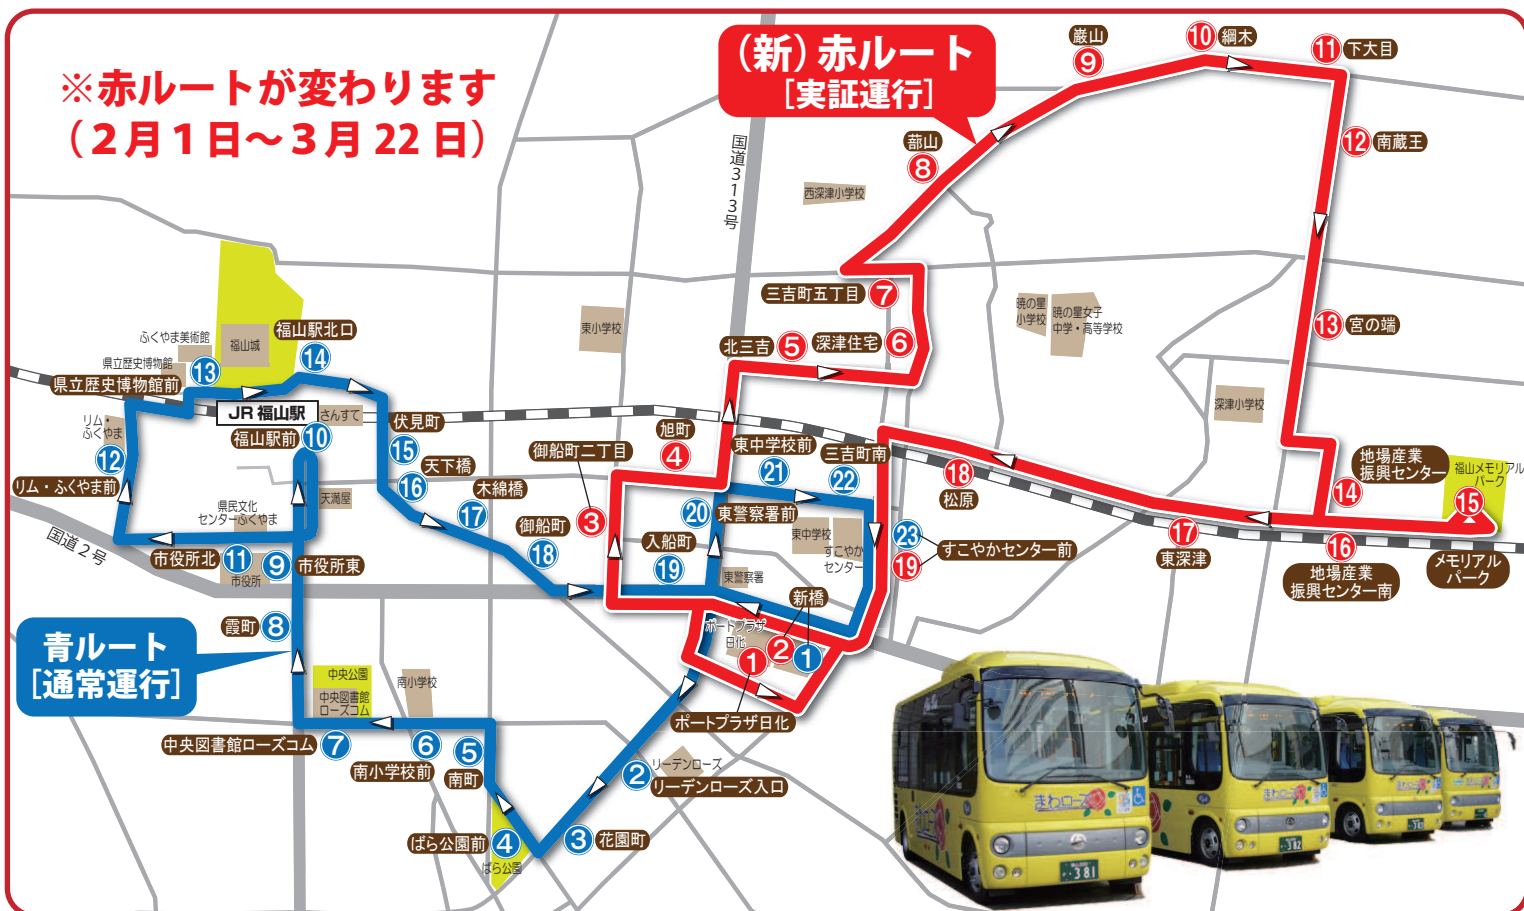 ※赤ルートが変わります
（２月１日～３月 22 日）
（新）赤ルート
［実証運行］
国道313号
巌山
⑨
⑩
綱木
⑪
下大目
⑫
南蔵王
蔀山
⑧
西深津小学校
三吉町五丁目
⑦
暁の星
小学校
暁の星女子
中学・高等学校
⑬
宮の端
東小学校
北三吉
⑤
深津住宅
⑥
深津小学校
ふくやま美術館
福山城
福山駅北口
⑭
県立歴史博物館
県立歴史博物館前
⑬
JR 福山駅
さんすて
リム・
ふくやま
福山駅前
⑩
伏見町
⑮
⑫
リム・ふくやま前
天下橋
⑯
木綿橋
⑰
御船町二丁目
③
旭町
④
東中学校前
㉑
三吉町南
㉒
⑱
松原
地場産業
振興センター
⑭
福山メモリアル
パーク
⑮
メモリアル
パーク
県民文化
センターふくやま
天満屋
国道２号
市役所北
⑪
⑨
市役所東
市役所
御船町
⑱
⑳
東警察署前
入船町
⑲
東警察署
東中学校
すこやか
センター
㉓
⑲
すこやかセンター前
⑰
東深津
⑯
地場産業
振興センター南
霞町
⑧
青ルート
［通常運行］
新橋
②
①
ポートプラザ
日化
①
ポートプラザ日化
中央公園
中央図書館
ローズコム
南小学校
中央図書館ローズコム
⑦
⑥
南小学校前
⑤
南町
リーデンローズ
②
リーデンローズ入口
ばら公園前
④
③
花園町
ばら公園
まわローズ
・381
まわローズ
・382
まわローズ